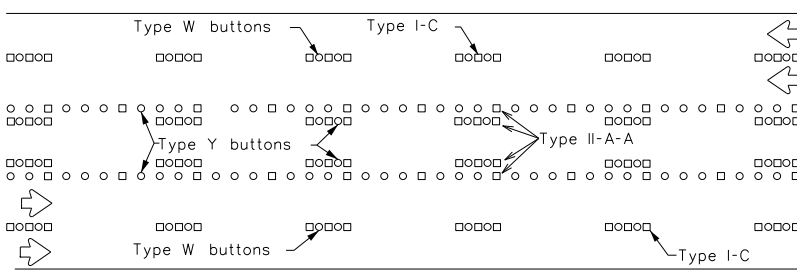 Type W buttons
Type I-C
Type Y buttons
Type II-A-A
Type W buttons
Type I-C